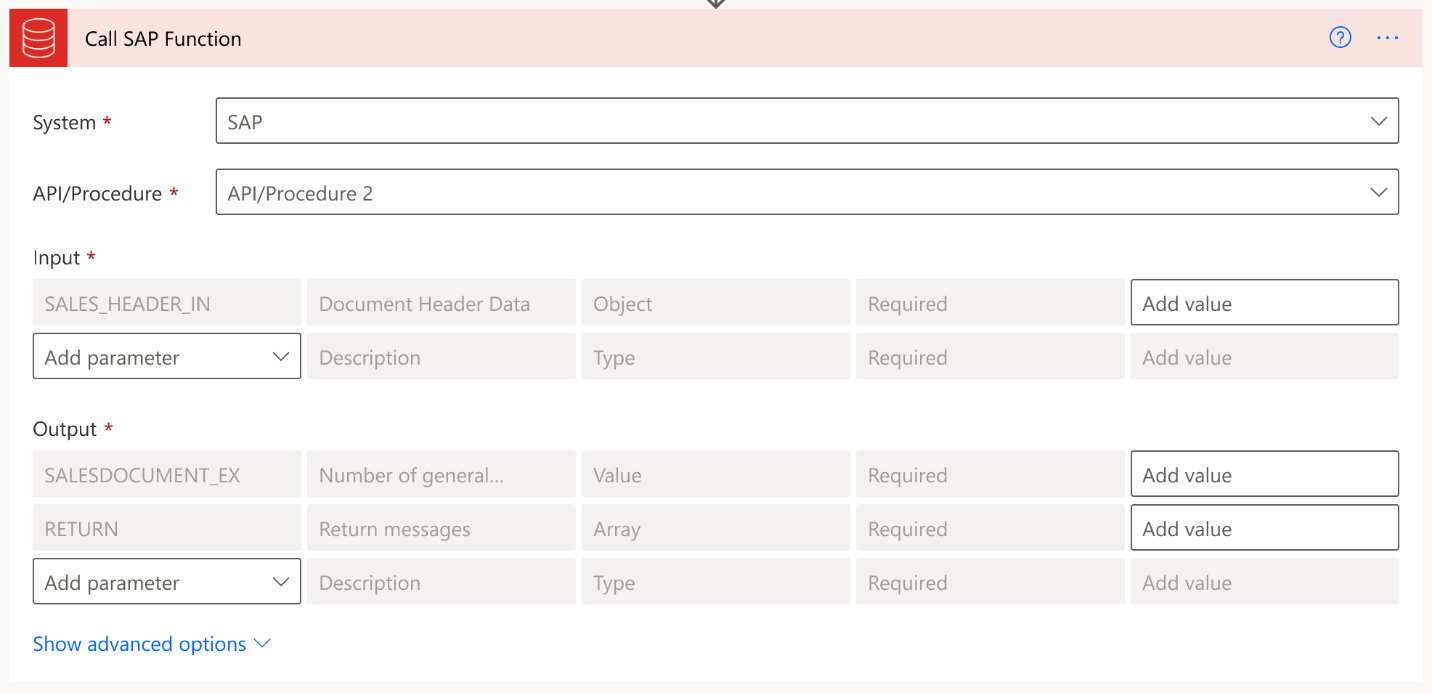 Call SAP Function
System *
SAP
API/Procedure *
API/Procedure 2
Input *
SALES_HEADER_IN Document Header Data Object Required Add value
Add parameter Description Type Required Add value
Output *
SALESDOCUMENT_EX Number of general... Value Required Add value
RETURN Return messages Array Required Add value
Add parameter Description Type Required Add value
Show advanced options